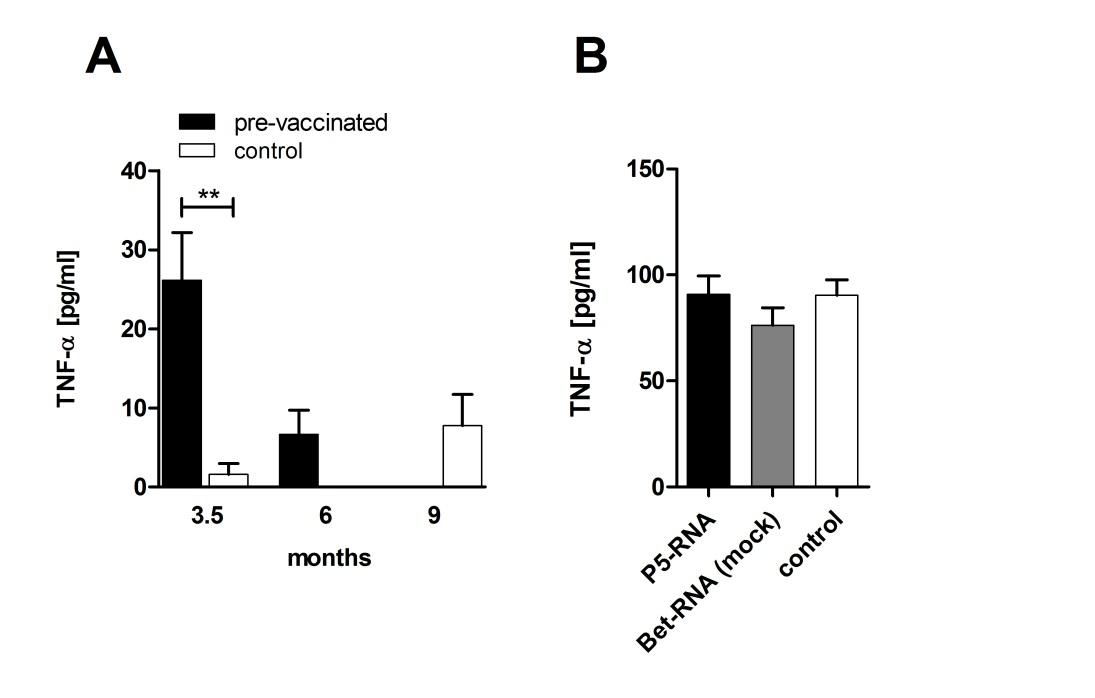 A
pre-vaccinated
control
40
30
20
10
0
**
TNF-α [pg/ml]
3.5 6 9
months
B
150
100
50
0
TNF-α [pg/ml]
P5-RNA
Bet-RNA (mock)
control